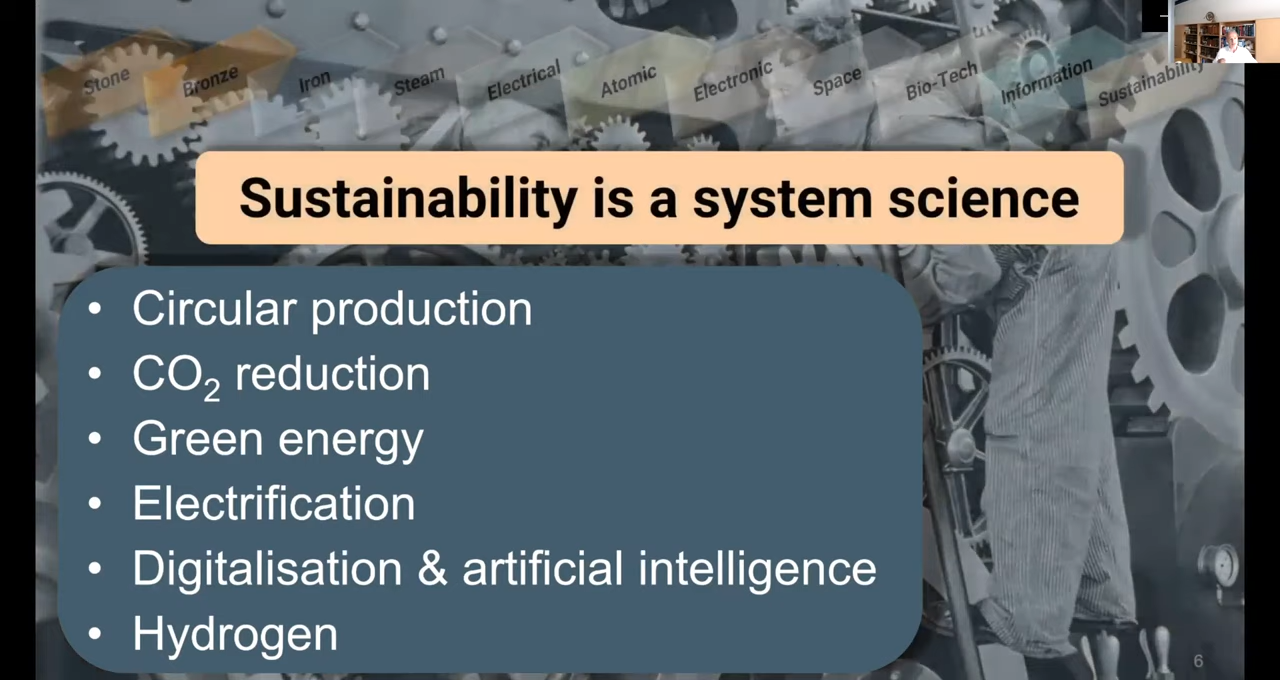 Stone Bronze Iron Steam Electrical Atomic Electronic Space Bio-Tech Information Sustainability
Sustainability is a system science
• Circular production
• CO₂ reduction
• Green energy
• Electrification
• Digitalisation & artificial intelligence
• Hydrogen
6